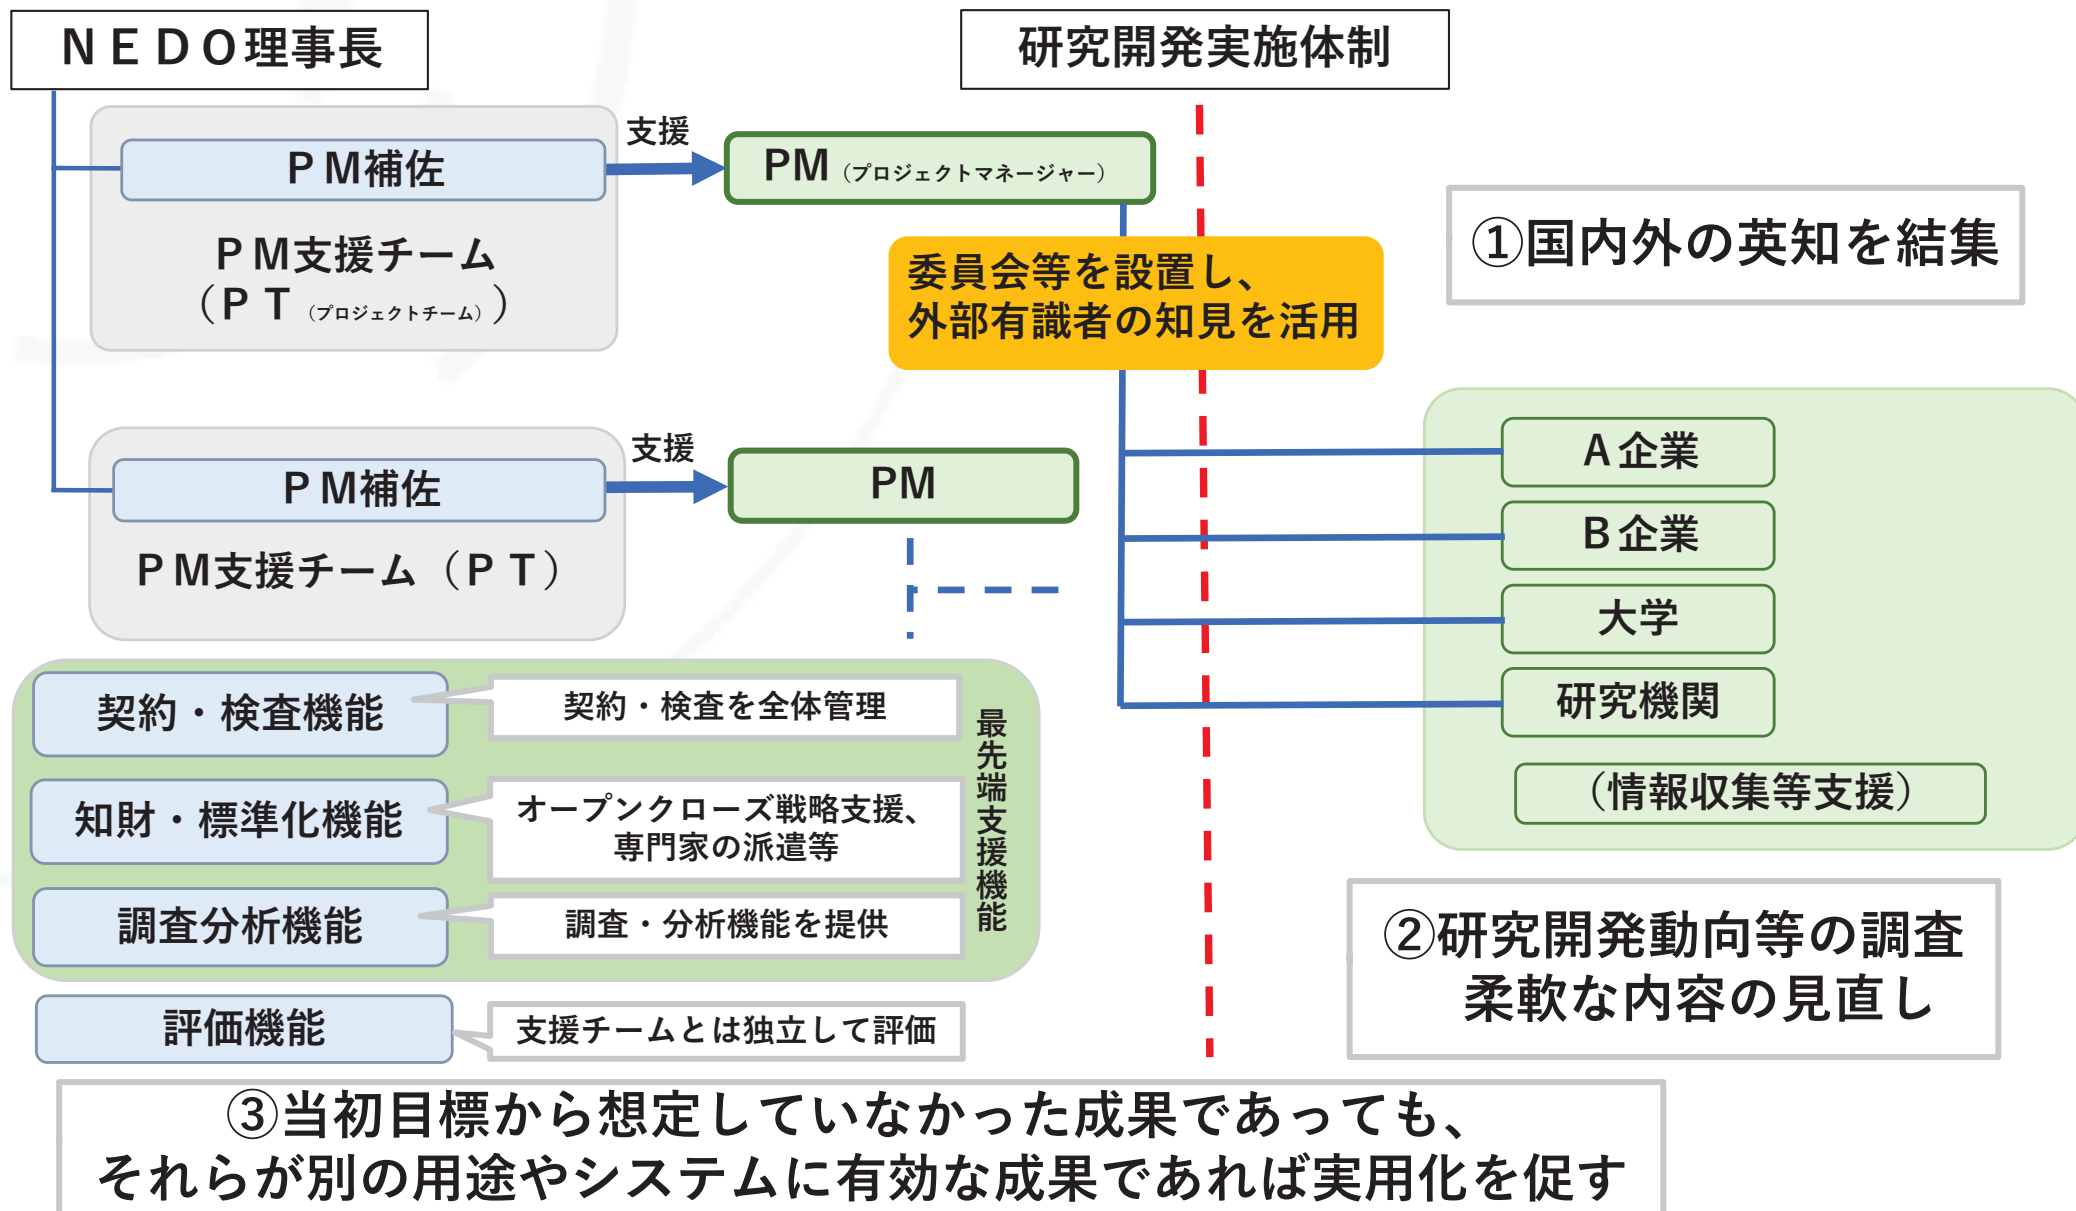 ＮＥＤＯ理事長
研究開発実施体制
ＰＭ補佐
支援
PM（プロジェクトマネージャー）
ＰＭ支援チーム
（ＰＴ（プロジェクトチーム））
①国内外の英知を結集
委員会等を設置し、
外部有識者の知見を活用
ＰＭ補佐
支援
PM
ＰＭ支援チーム（ＰＴ）
Ａ企業
Ｂ企業
大学
研究機関
（情報収集等支援）
契約・検査機能
契約・検査を全体管理
知財・標準化機能
オープンクローズ戦略支援、
専門家の派遣等
調査分析機能
調査・分析機能を提供
最先端支援機能
評価機能
支援チームとは独立して評価
②研究開発動向等の調査
柔軟な内容の見直し
③当初目標から想定していなかった成果であっても、
それらが別の用途やシステムに有効な成果であれば実用化を促す